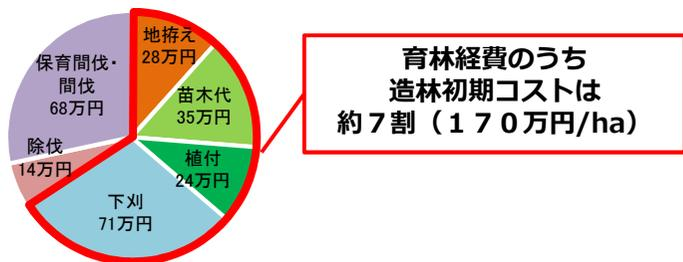 地拵え
28万円
苗木代
35万円
植付
24万円
下刈
71万円
除伐
14万円
保育間伐・
間伐
68万円
育林経費のうち
造林初期コストは
約７割（１７０万円/ha）